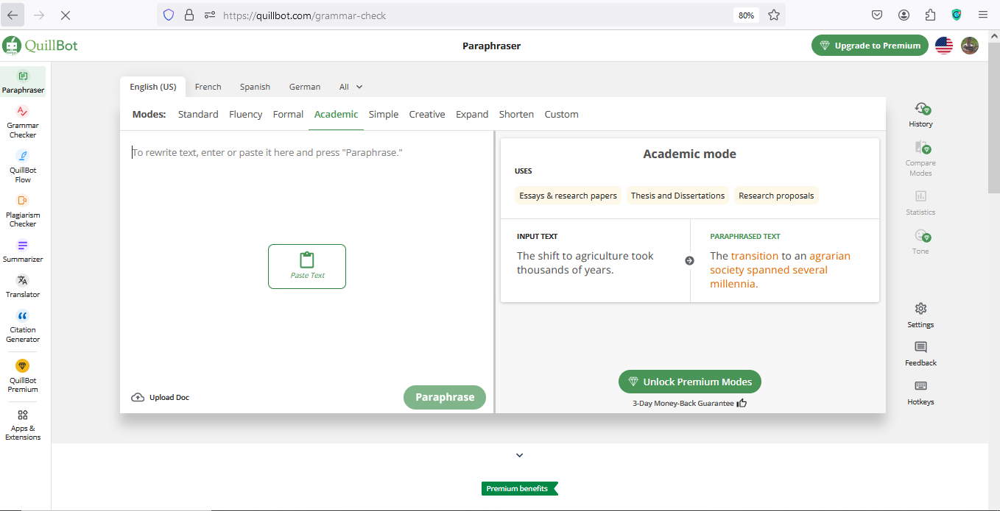 https://quillbot.com/grammar-check
80%
QuillBot
Paraphraser
Upgrade to Premium
Paraphraser
Grammar
Checker
QuillBot
Flow
Plagiarism
Checker
Summarizer
Translator
Citation
Generator
QuillBot
Premium
Apps &
Extensions
English (US) French Spanish German All
Modes: Standard Fluency Formal Academic Simple Creative Expand Shorten Custom
To rewrite text, enter or paste it here and press "Paraphrase."
Paste Text
Upload Doc
Paraphrase
Academic mode
USES
Essays & research papers Thesis and Dissertations Research proposals
INPUT TEXT
The shift to agriculture took
thousands of years.
PARAPHRASED TEXT
The transition to an agrarian
society spanned several
millennia.
Unlock Premium Modes
3-Day Money-Back Guarantee
History
Compare
Modes
Statistics
Tone
Settings
Feedback
Hotkeys
Premium benefits